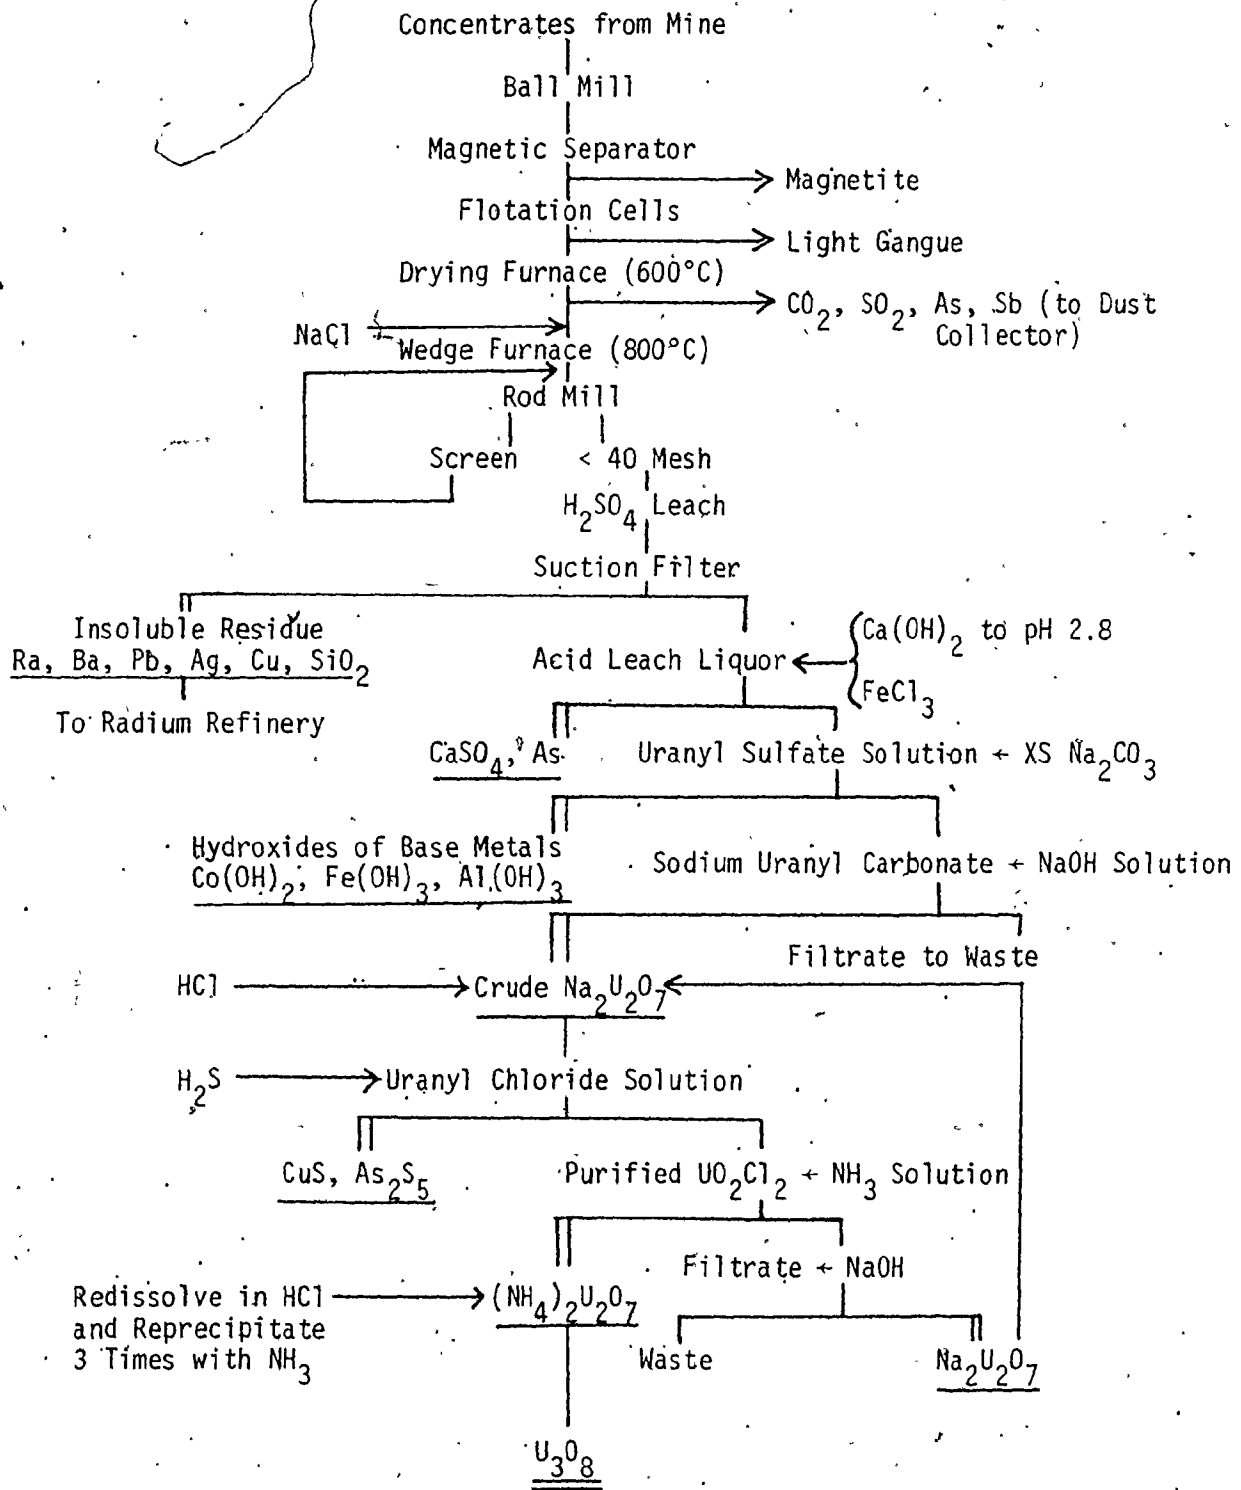 Concentrates from Mine
Ball Mill
Magnetic Separator
Magnetite
Flotation Cells
Light Gangue
Drying Furnace (600°C)
CO2, SO2, As, Sb (to Dust
Collector)
NaCl
Wedge Furnace (800°C)
Rod Mill
Screen
< 40 Mesh
H2SO4 Leach
Suction Filter
Insoluble Residue
Ra, Ba, Pb, Ag, Cu, SiO2
To Radium Refinery
Acid Leach Liquor
Ca(OH)2 to pH 2.8
FeCl3
CaSO4, As
Uranyl Sulfate Solution ← XS Na2CO3
Hydroxides of Base Metals
Co(OH)2, Fe(OH)3, Al(OH)3
Sodium Uranyl Carbonate ← NaOH Solution
Filtrate to Waste
HCl
Crude Na2U2O7
H2S
Uranyl Chloride Solution
CuS, As2S5
Purified UO2Cl2 ← NH3 Solution
Filtrate ← NaOH
Redissolve in HCl
and Reprecipitate
3 Times with NH3
(NH4)2U2O7
Waste
Na2U2O7
U3O8